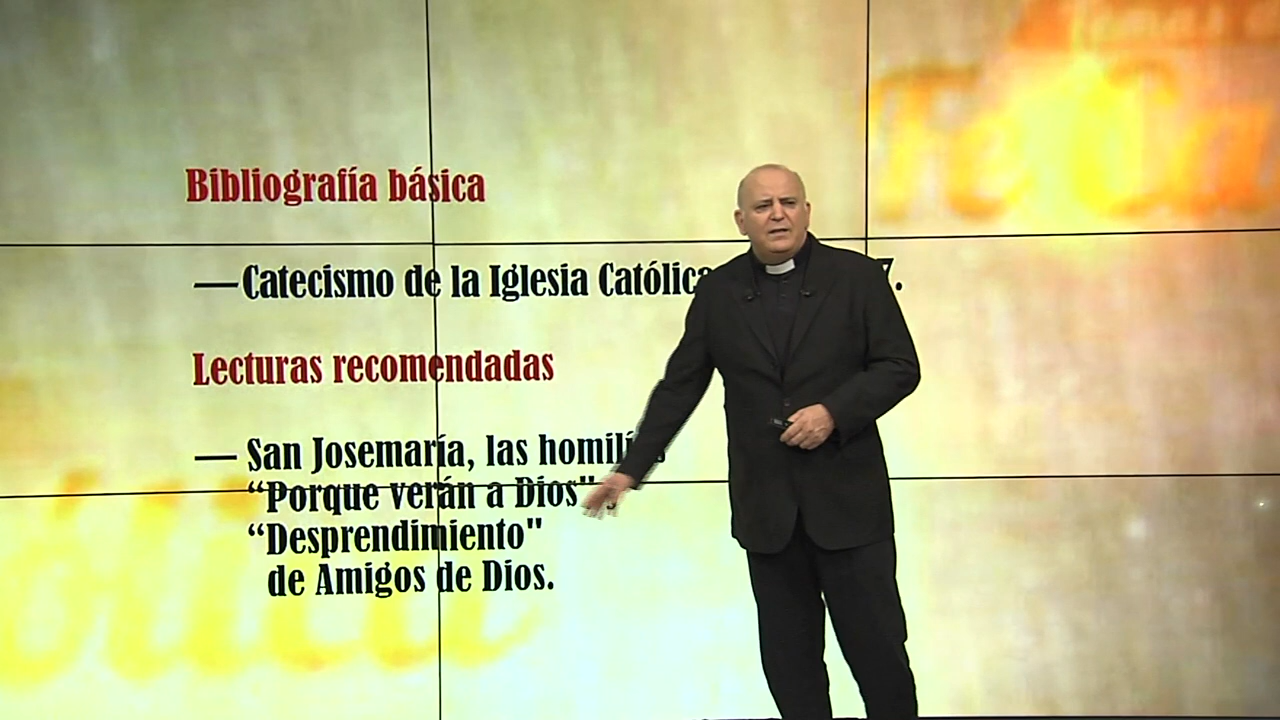 Bibliografía básica
—Catecismo de la Iglesia Católica 7.
Lecturas recomendadas
— San Josemaría, las
“Porque verán a Dios",
“Desprendimiento"
de Amigos de Dios.